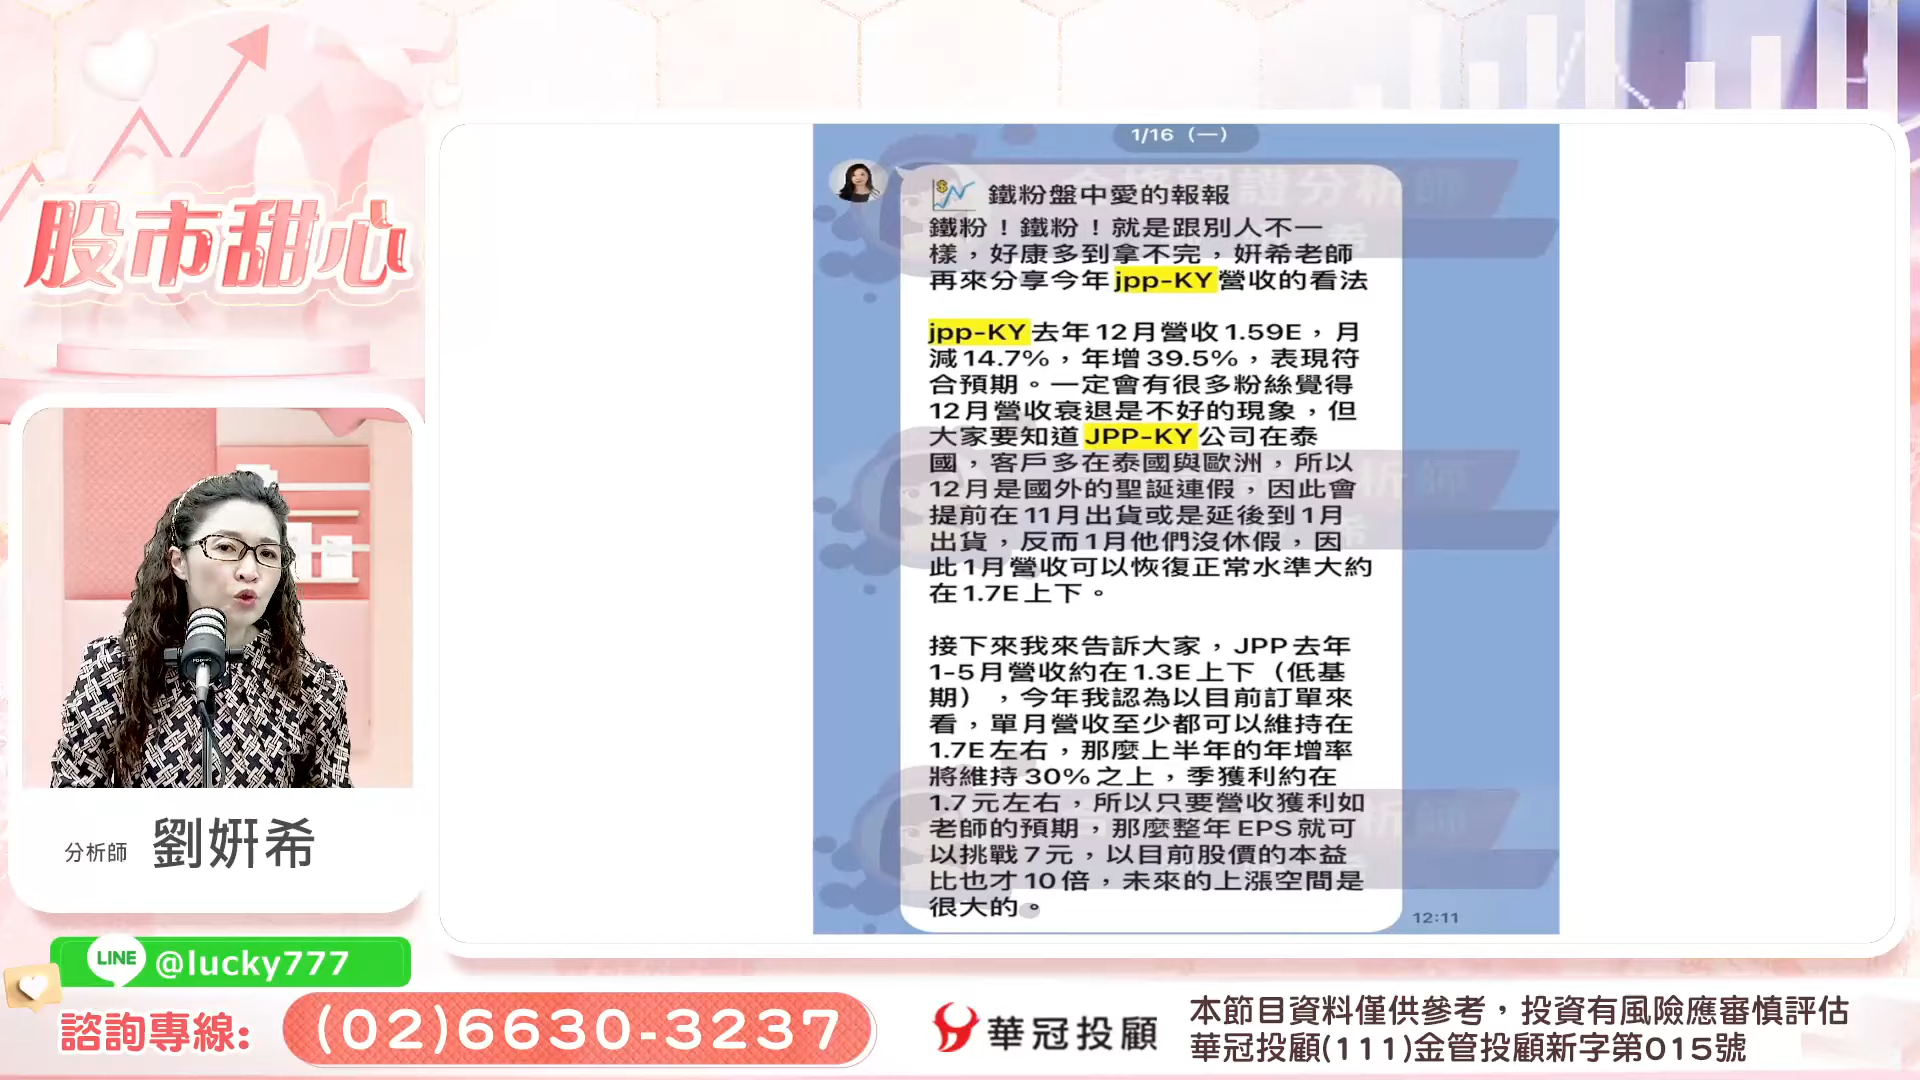 股市甜心
分析師 劉妍希
LINE @lucky777
諮詢專線: (02)6630-3237
1/16（一）
鐵粉盤中愛的報報
鐵粉！鐵粉！就是跟別人不一
樣，好康多到拿不完，妍希老師
再來分享今年jpp-KY營收的看法
jpp-KY去年12月營收1.59E，月
減14.7%，年增39.5%，表現符
合預期。一定會有很多粉絲覺得
12月營收衰退是不好的現象，但
大家要知道JPP-KY公司在泰
國，客戶多在泰國與歐洲，所以
12月是國外的聖誕連假，因此會
提前在11月出貨或是延後到1月
出貨，反而1月他們沒休假，因
此1月營收可以恢復正常水準大約
在1.7E上下。
接下來我來告訴大家，JPP去年
1-5月營收約在1.3E上下（低基
期），今年我認為以目前訂單來
看，單月營收至少都可以維持在
1.7E左右，那麼上半年的年增率
將維持30%之上，季獲利約在
1.7元左右，所以只要營收獲利如
老師的預期，那麼整年EPS就可
以挑戰7元，以目前股價的本益
比也才10倍，未來的上漲空間是
很大的。
12:11
華冠投顧
本節目資料僅供參考，投資有風險應審慎評估
華冠投顧(111)金管投顧新字第015號